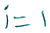 i = 1